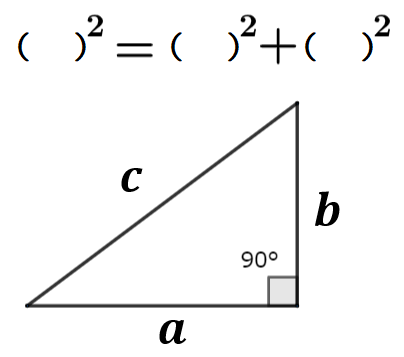 (  )² = (  )² + (  )²
c
b
90°
a